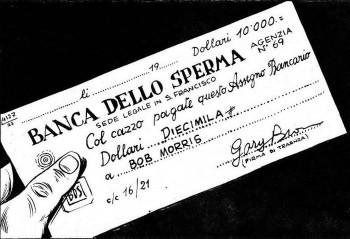 li 19 Dollari 10'000.=
BANCA DELLO SPERMA
AGENZIA
N° 69
SEDE LEGALE IN S. FRANCISCO
Col cazzo pagate questo Assegno Bancario
Dollari DIECIMILA #
a BOB MORRIS
c/c 16/21
(FIRMA DI TRAENZA)